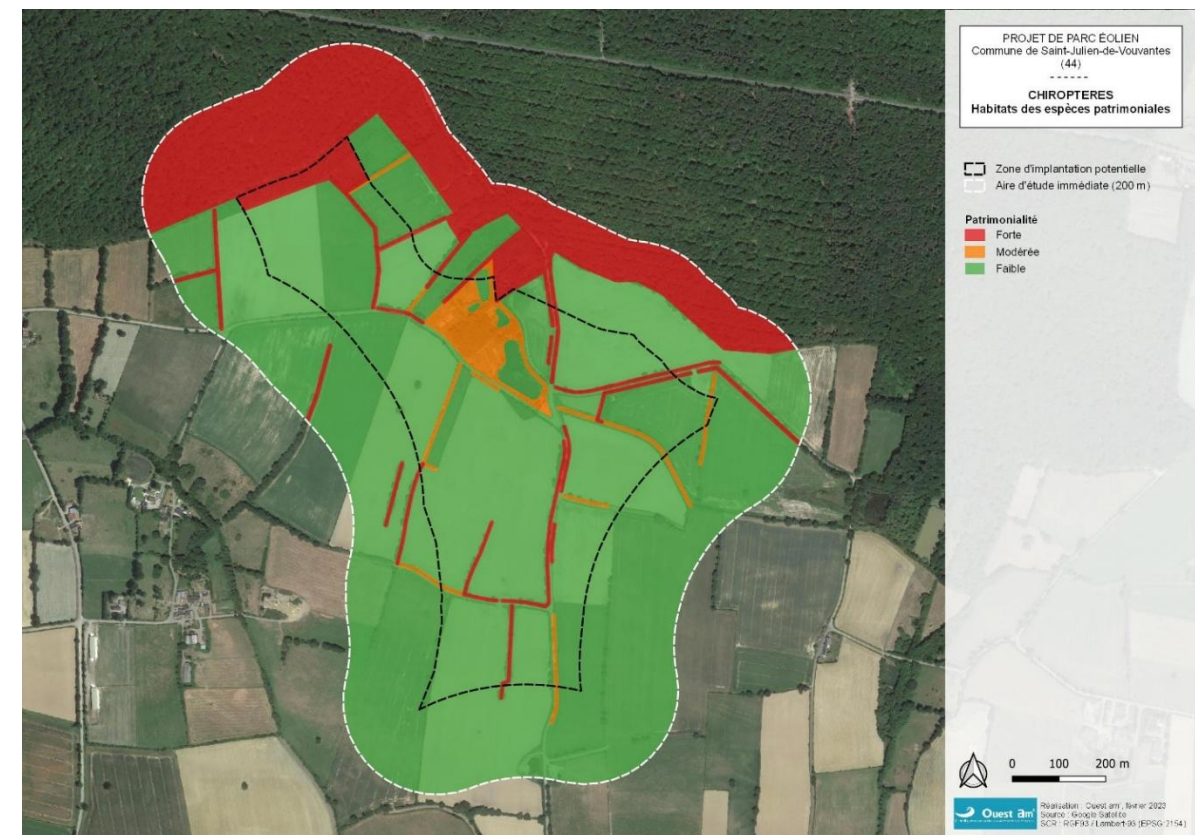 PROJET DE PARC ÉOLIEN
Commune de Saint-Julien-de-Vouvantes
(44)
------
CHIROPTERES
Habitats des espèces patrimoniales
Zone d'implantation potentielle
Aire d'étude immédiate (200 m)
Patrimonialité
Forte
Modérée
Faible
0 100 200 m
Ouest am'
Réalisation : Ouest am', février 2023
Source : Google Satellite
SCR : RGF93 / Lambert-93 (EPSG:2154)